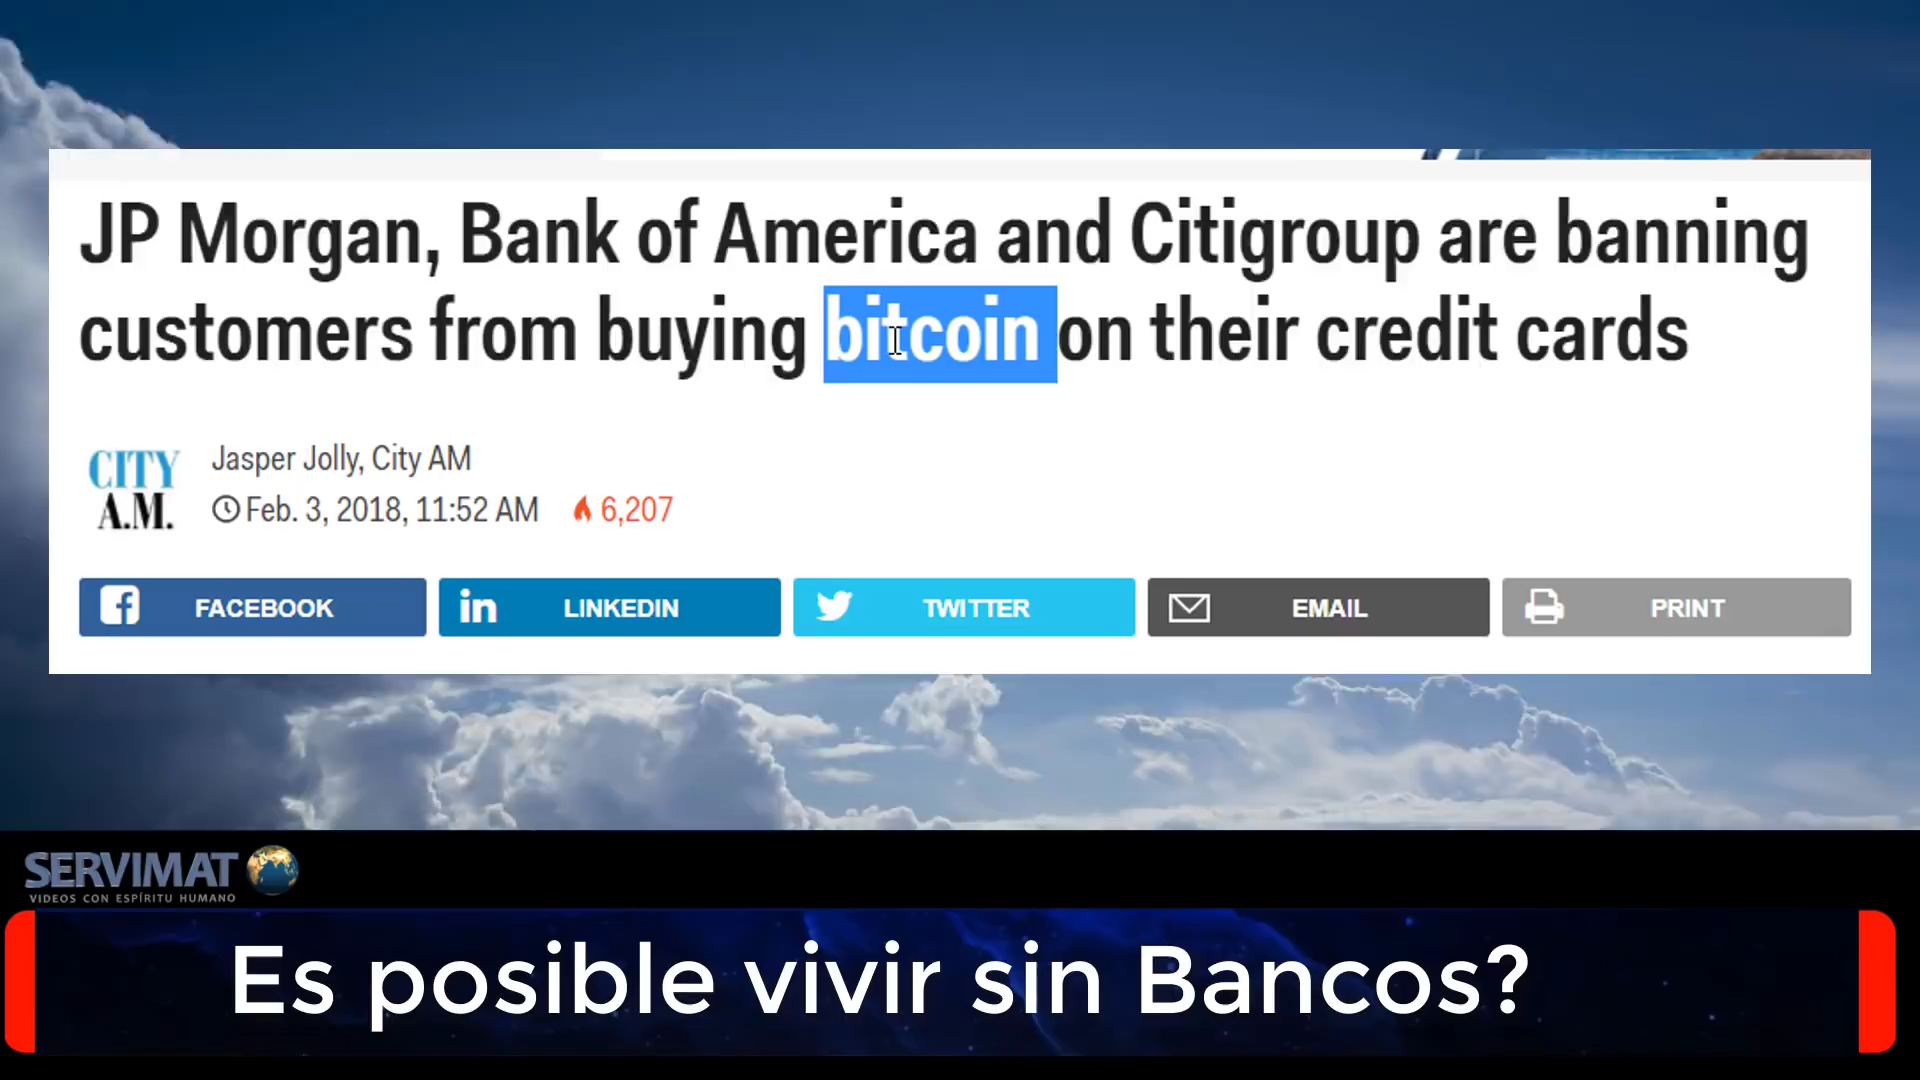 JP Morgan, Bank of America and Citigroup are banning
customers from buying bitcoin on their credit cards
CITY
A.M.
Jasper Jolly, City AM
Feb. 3, 2018, 11:52 AM 6,207
FACEBOOK
LINKEDIN
TWITTER
EMAIL
PRINT
SERVIMAT
VIDEOS CON ESPÍRITU HUMANO
Es posible vivir sin Bancos?